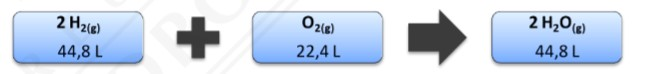 2 H₂₍g₎ + O₂₍g₎ → 2 H₂O₍g₎
44,8 L 22,4 L 44,8 L